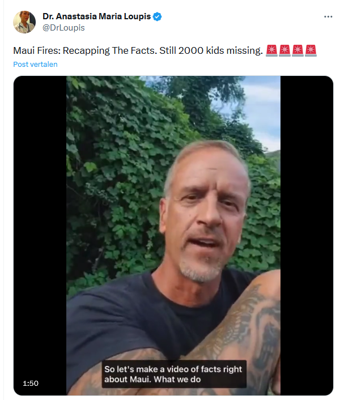 Dr. Anastasia Maria Loupis
@DrLoupis
Maui Fires: Recapping The Facts. Still 2000 kids missing. 🚨🚨🚨🚨
Post vertalen
So let's make a video of facts right
about Maui. What we do
1:50